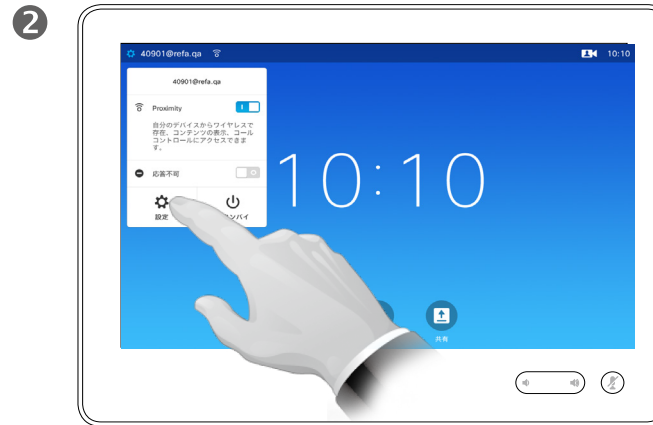 2
40901@refa.qa
10:10
40901@refa.qa
Proximity
自分のデバイスからワイヤレスで
存在、コンテンツの表示、コール
コントロールにアクセスできま
す。
応答不可
10:10
設定
ンバイ
共有